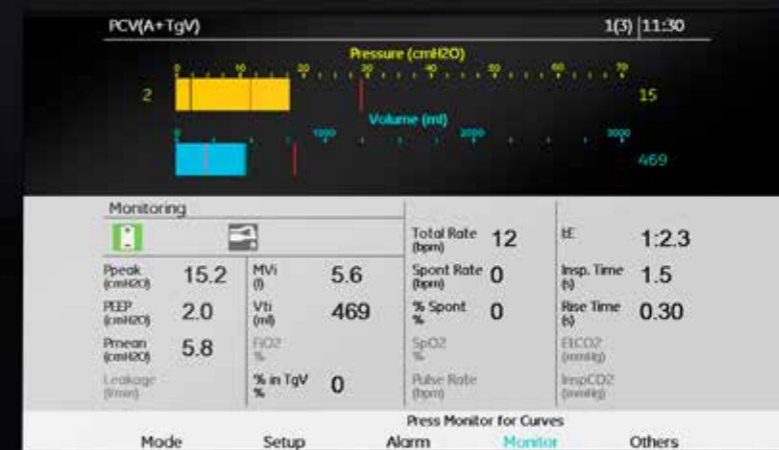 PCV(A+TgV) 1(3) 11:30
Pressure (cmH2O)
0 10 20 30 40 50 60 70
2 15
Volume (ml)
0 1000 2000 3000
469
Monitoring
Total Rate (bpm) 12 I:E 1:2.3
Ppeak (cmH2O) 15.2 MVi (l) 5.6 Spont Rate (bpm) 0 Insp. Time (s) 1.5
PEEP (cmH2O) 2.0 Vti (ml) 469 % Spont % 0 Rise Time (s) 0.30
Pmean (cmH2O) 5.8 FiO2 % SpO2 % EtCO2 (mmHg)
Leakage (l/min) % in TgV % 0 Pulse Rate (bpm) InspCO2 (mmHg)
Press Monitor for Curves
Mode Setup Alarm Monitor Others